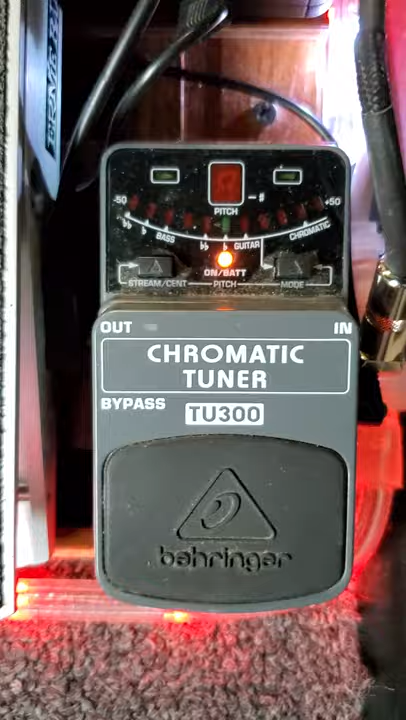 -50
+50
PITCH
– ♯
♭♭
♭
BASS
♭♭
♭
GUITAR
CHROMATIC
ON/BATT
STREAM/CENT
PITCH
MODE
OUT
IN
CHROMATIC
TUNER
BYPASS
TU300
behringer